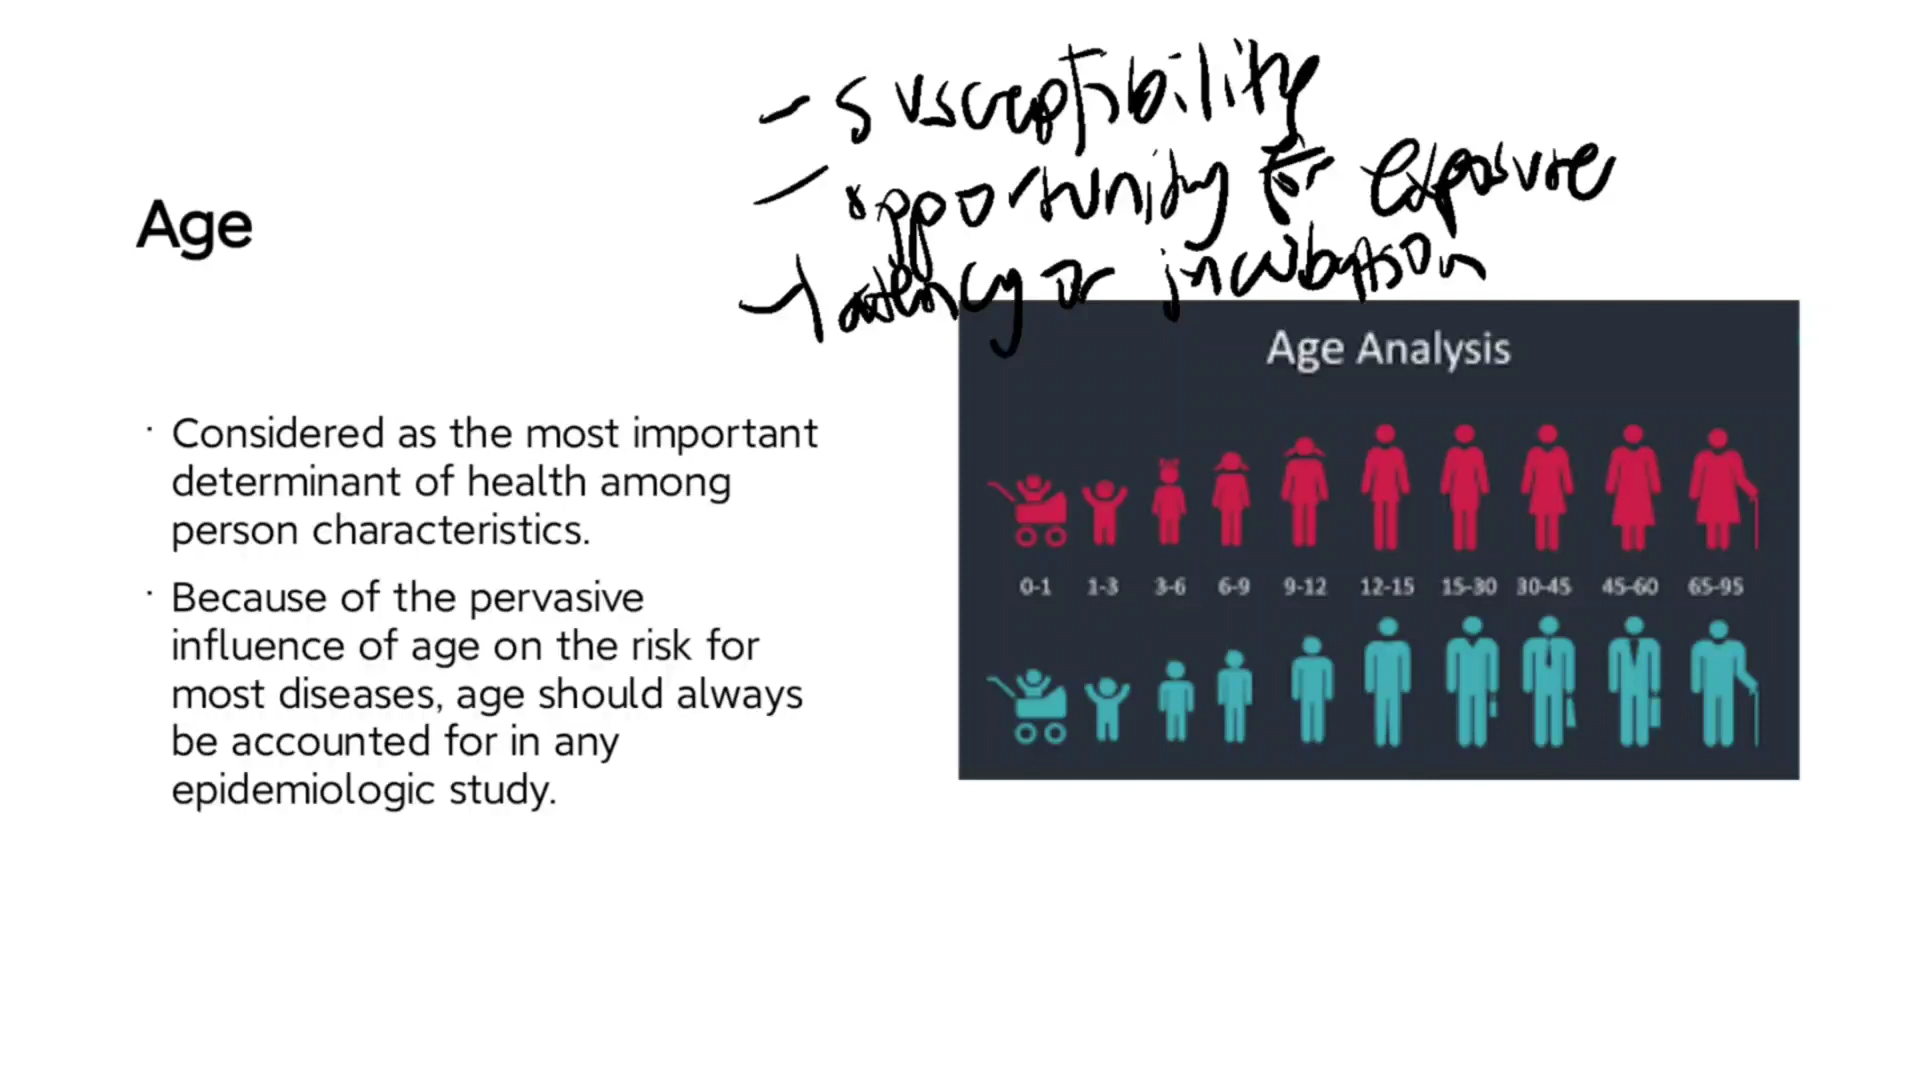 - susceptibility
- opportunity for exposure
- latency or incubation
Age
· Considered as the most important
determinant of health among
person characteristics.
· Because of the pervasive
influence of age on the risk for
most diseases, age should always
be accounted for in any
epidemiologic study.
Age Analysis
0-1 1-3 3-6 6-9 9-12 12-15 15-30 30-45 45-60 65-95